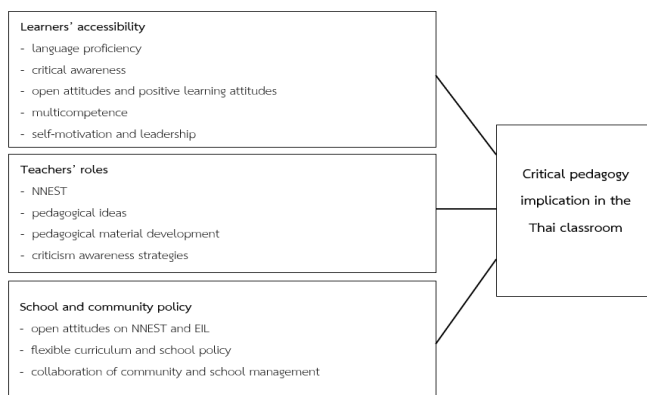 Learners' accessibility
- language proficiency
- critical awareness
- open attitudes and positive learning attitudes
- multicompetence
- self-motivation and leadership
Teachers' roles
- NNEST
- pedagogical ideas
- pedagogical material development
- criticism awareness strategies
School and community policy
- open attitudes on NNEST and EIL
- flexible curriculum and school policy
- collaboration of community and school management
Critical pedagogy
implication in the
Thai classroom